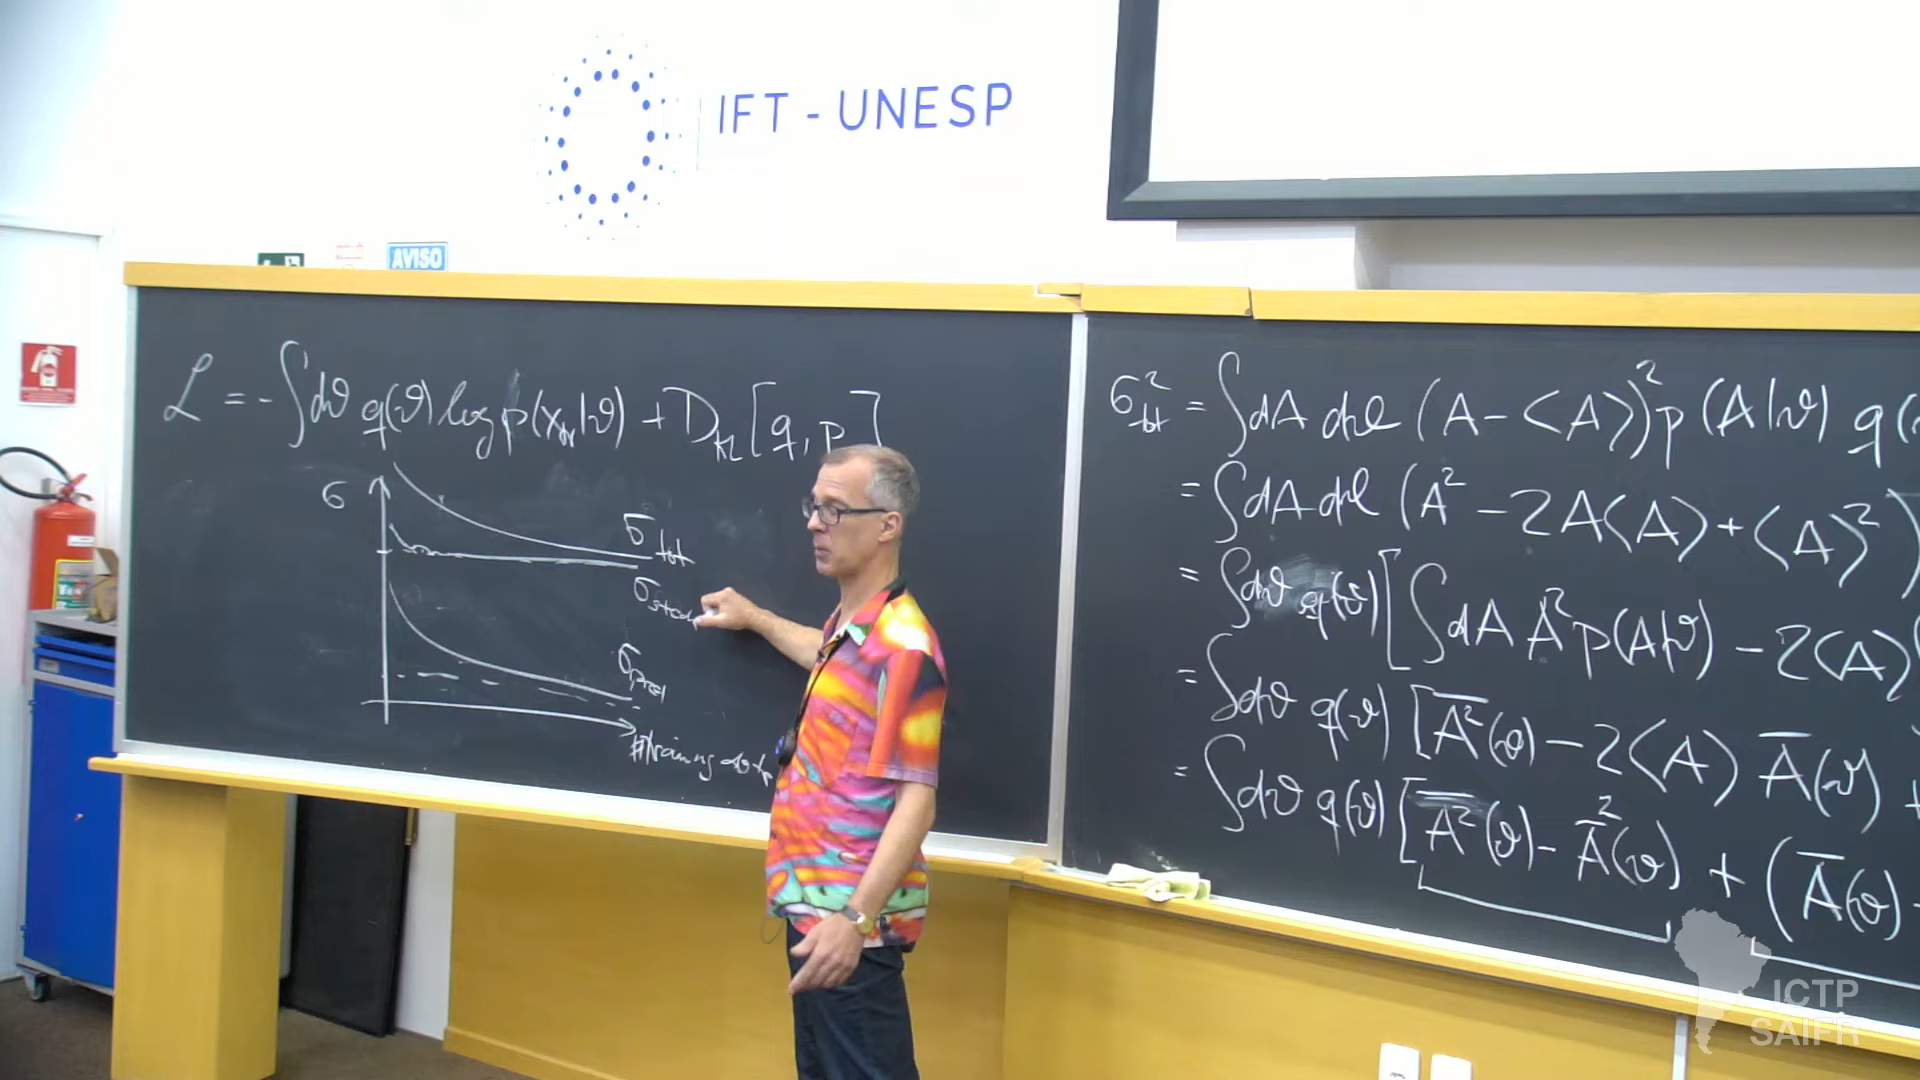 IFT - UNESP
AVISO
ℒ = - ∫dϑ q(ϑ) log p(x_tr|ϑ) + D_KL[q, p]
σ
σ_tot
σ_stoch
σ_pred
# training data
σ²_tot = ∫dA dϑ (A - ⟨A⟩)² p(A|ϑ) q(
= ∫dA dϑ (A² - 2A⟨A⟩ + ⟨A⟩²)
= ∫dϑ q(ϑ) [∫dA A² p(A|ϑ) - 2⟨A⟩
= ∫dϑ q(ϑ) [A̅²̅(ϑ) - 2⟨A⟩ A̅(ϑ) +
= ∫dϑ q(ϑ) [A̅²̅(ϑ) - A̅²(ϑ) + (A̅(ϑ) -
ICTP
SAIFR